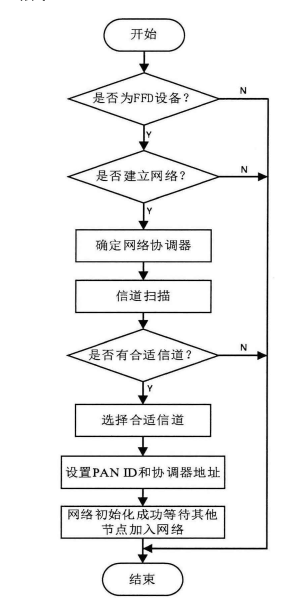 开始
是否为FFD设备？
N
Y
是否建立网络？
N
Y
确定网络协调器
信道扫描
是否有合适信道？
N
Y
选择合适信道
设置PAN ID和协调器地址
网络初始化成功等待其他
节点加入网络
结束